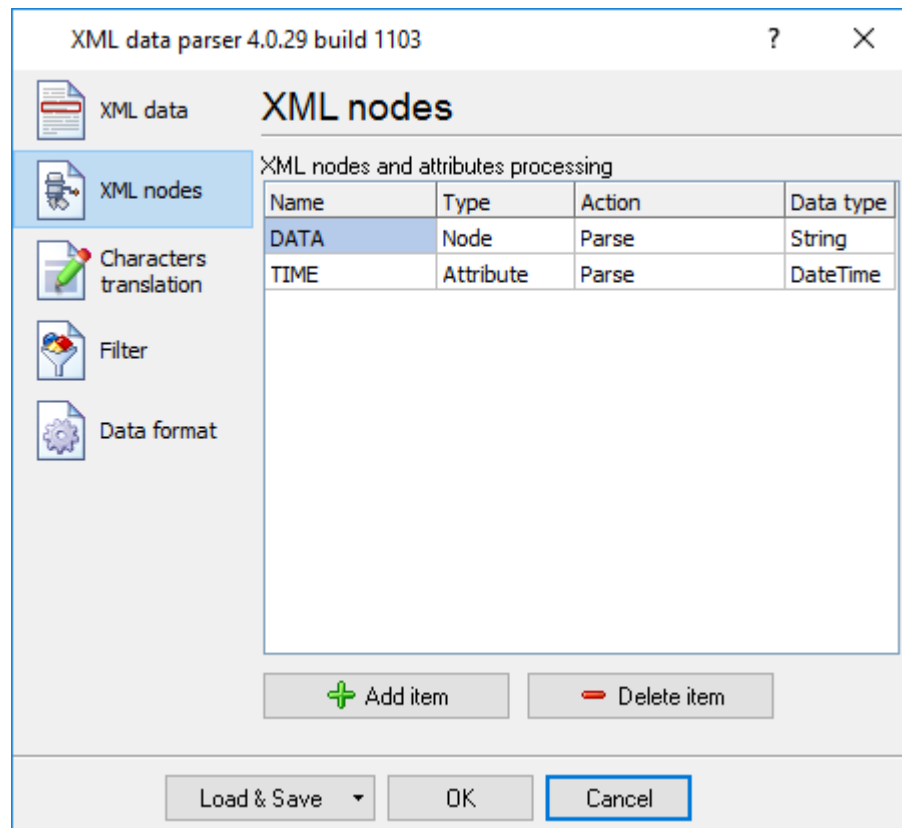 XML data parser 4.0.29 build 1103 ?
XML data
XML nodes
Characters
translation
Filter
Data format
XML nodes
XML nodes and attributes processing
Name Type Action Data type
DATA Node Parse String
TIME Attribute Parse DateTime
Add item Delete item
Load & Save OK Cancel